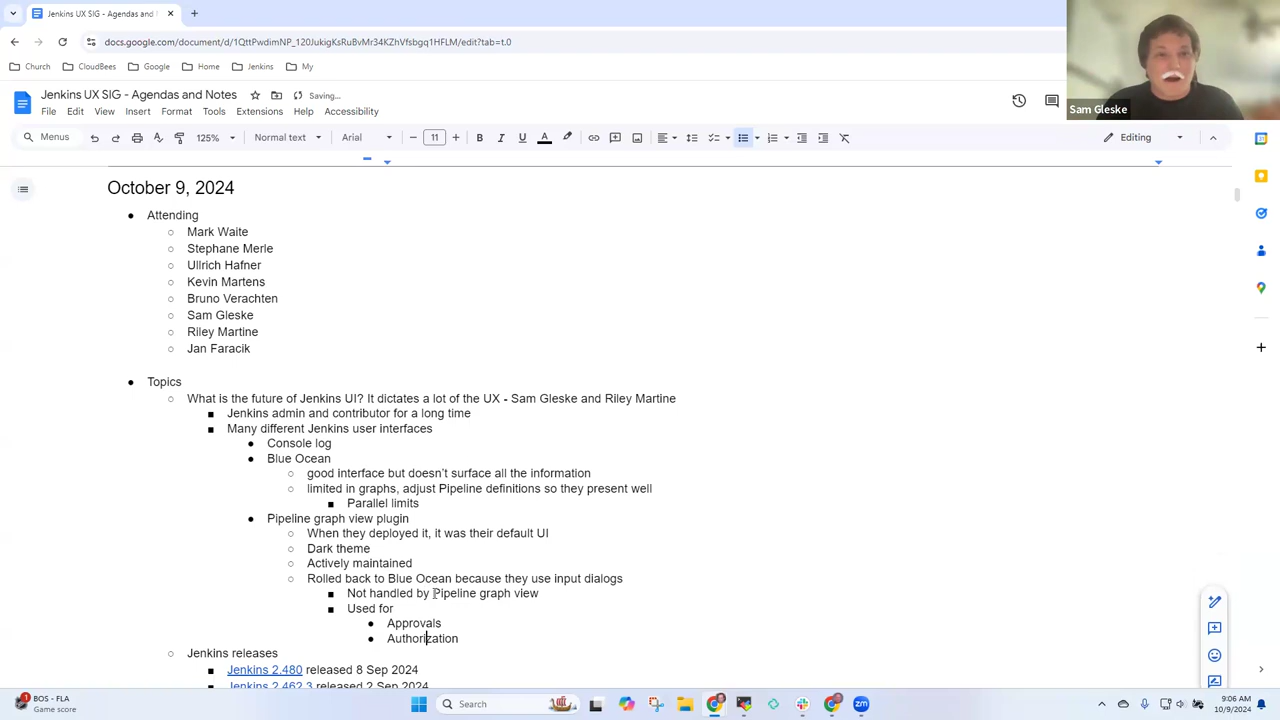 Jenkins UX SIG - Agendas and N
docs.google.com/document/d/1QttPwdimNP_120JukigKsRuBvMr34KZhVfsbgq1HFLM/edit?tab=t.0
Church
CloudBees
Google
Home
Jenkins
My
Sam Gleske
Jenkins UX SIG - Agendas and Notes
Saving...
File Edit View Insert Format Tools Extensions Help Accessibility
Menus
125%
Normal text
Arial
11
Editing
October 9, 2024
Attending
Mark Waite
Stephane Merle
Ullrich Hafner
Kevin Martens
Bruno Verachten
Sam Gleske
Riley Martine
Jan Faracik
Topics
What is the future of Jenkins UI? It dictates a lot of the UX - Sam Gleske and Riley Martine
Jenkins admin and contributor for a long time
Many different Jenkins user interfaces
Console log
Blue Ocean
good interface but doesn't surface all the information
limited in graphs, adjust Pipeline definitions so they present well
Parallel limits
Pipeline graph view plugin
When they deployed it, it was their default UI
Dark theme
Actively maintained
Rolled back to Blue Ocean because they use input dialogs
Not handled by Pipeline graph view
Used for
Approvals
Authorization
Jenkins releases
Jenkins 2.480 released 8 Sep 2024
Jenkins 2.462.3 released 2 Sep 2024
BOS - FLA
Game score
Search
9:06 AM
10/9/2024